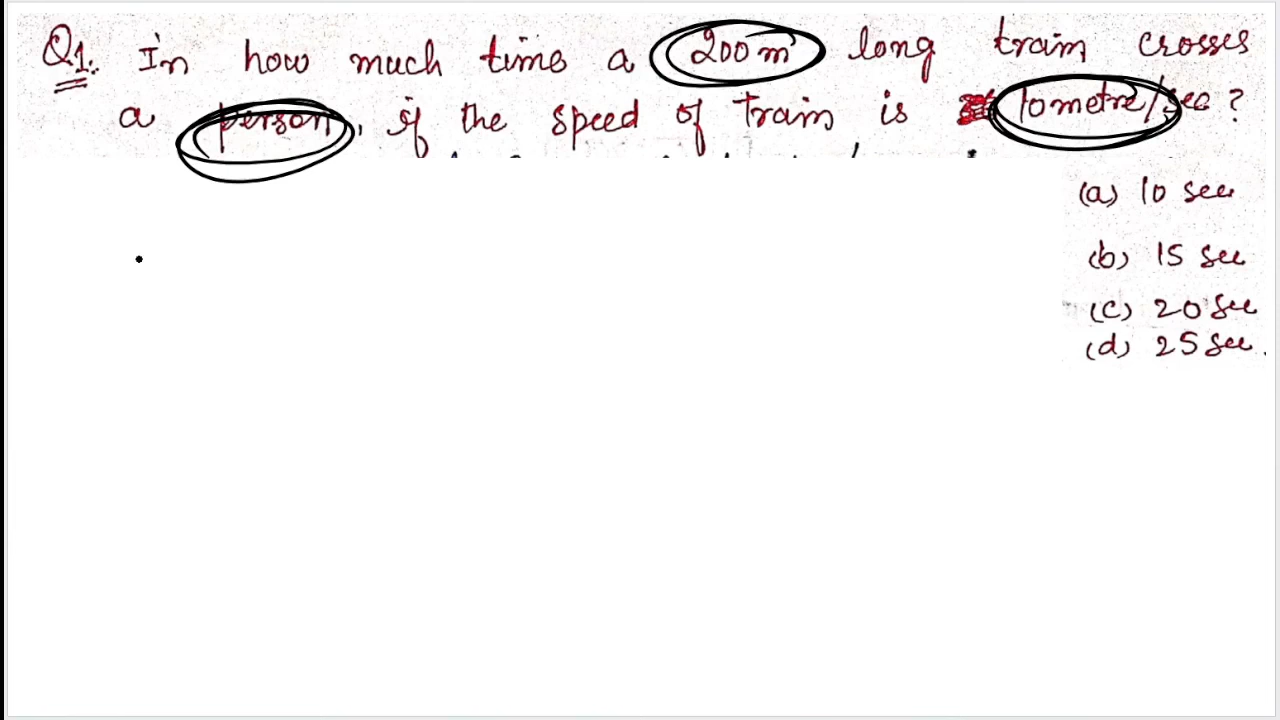 Q1. In how much time a 200m long train crosses
a person, if the speed of train is 10metre/sec ?
(a) 10 sec
(b) 15 sec
(c) 20 sec
(d) 25 sec.